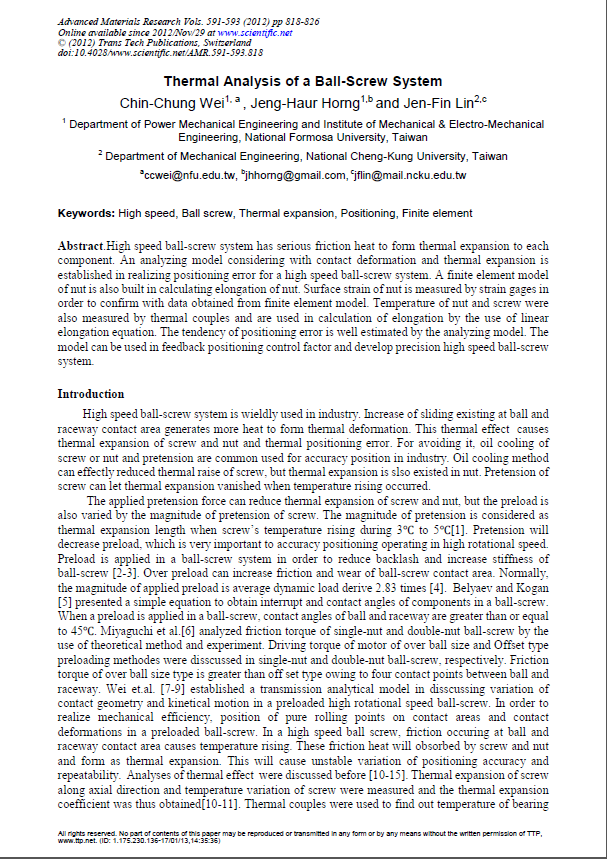 Advanced Materials Research Vols. 591-593 (2012) pp 818-826
Online available since 2012/Nov/29 at www.scientific.net
© (2012) Trans Tech Publications, Switzerland
doi:10.4028/www.scientific.net/AMR.591-593.818
Thermal Analysis of a Ball-Screw System
Chin-Chung Wei1, a , Jeng-Haur Horng1,b and Jen-Fin Lin2,c
1 Department of Power Mechanical Engineering and Institute of Mechanical & Electro-Mechanical
Engineering, National Formosa University, Taiwan
2 Department of Mechanical Engineering, National Cheng-Kung University, Taiwan
accwei@nfu.edu.tw, bjhhorng@gmail.com, cjflin@mail.ncku.edu.tw
Keywords: High speed, Ball screw, Thermal expansion, Positioning, Finite element
Abstract.High speed ball-screw system has serious friction heat to form thermal expansion to each
component. An analyzing model considering with contact deformation and thermal expansion is
established in realizing positioning error for a high speed ball-screw system. A finite element model
of nut is also built in calculating elongation of nut. Surface strain of nut is measured by strain gages in
order to confirm with data obtained from finite element model. Temperature of nut and screw were
also measured by thermal couples and are used in calculation of elongation by the use of linear
elongation equation. The tendency of positioning error is well estimated by the analyzing model. The
model can be used in feedback positioning control factor and develop precision high speed ball-screw
system.
Introduction
High speed ball-screw system is wieldly used in industry. Increase of sliding existing at ball and
raceway contact area generates more heat to form thermal deformation. This thermal effect causes
thermal expansion of screw and nut and thermal positioning error. For avoiding it, oil cooling of
screw or nut and pretension are common used for accuracy position in industry. Oil cooling method
can effectly reduced thermal raise of screw, but thermal expansion is slso existed in nut. Pretension of
screw can let thermal expansion vanished when temperature rising occurred.
The applied pretension force can reduce thermal expansion of screw and nut, but the preload is
also varied by the magnitude of pretension of screw. The magnitude of pretension is considered as
thermal expansion length when screw's temperature rising during 3℃ to 5℃[1]. Pretension will
decrease preload, which is very important to accuracy positioning operating in high rotational speed.
Preload is applied in a ball-screw system in order to reduce backlash and increase stiffness of
ball-screw [2-3]. Over preload can increase friction and wear of ball-screw contact area. Normally,
the magnitude of applied preload is average dynamic load derive 2.83 times [4]. Belyaev and Kogan
[5] presented a simple equation to obtain interrupt and contact angles of components in a ball-screw.
When a preload is applied in a ball-screw, contact angles of ball and raceway are greater than or equal
to 45℃. Miyaguchi et al.[6] analyzed friction torque of single-nut and double-nut ball-screw by the
use of theoretical method and experiment. Driving torque of motor of over ball size and Offset type
preloading methodes were disscussed in single-nut and double-nut ball-screw, respectively. Friction
torque of over ball size type is greater than off set type owing to four contact points between ball and
raceway. Wei et.al. [7-9] established a transmission analytical model in disscusing variation of
contact geometry and kinetical motion in a preloaded high rotational speed ball-screw. In order to
realize mechanical efficiency, position of pure rolling points on contact areas and contact
deformations in a preloaded ball-screw. In a high speed ball screw, friction occuring at ball and
raceway contact area causes temperature rising. These friction heat will absorbed by screw and nut
and form as thermal expansion. This will cause unstable variation of positioning accuracy and
repeatability. Analyses of thermal effect were discussed before [10-15]. Thermal expansion of screw
along axial direction and temperature variation of screw were measured and the thermal expansion
coefficient was thus obtained[10-11]. Thermal couples were used to find out temperature of bearing
All rights reserved. No part of contents of this paper may be reproduced or transmitted in any form or by any means without the written permission of TTP,
www.ttp.net. (ID: 1.175.230.136-17/01/13,14:35:36)